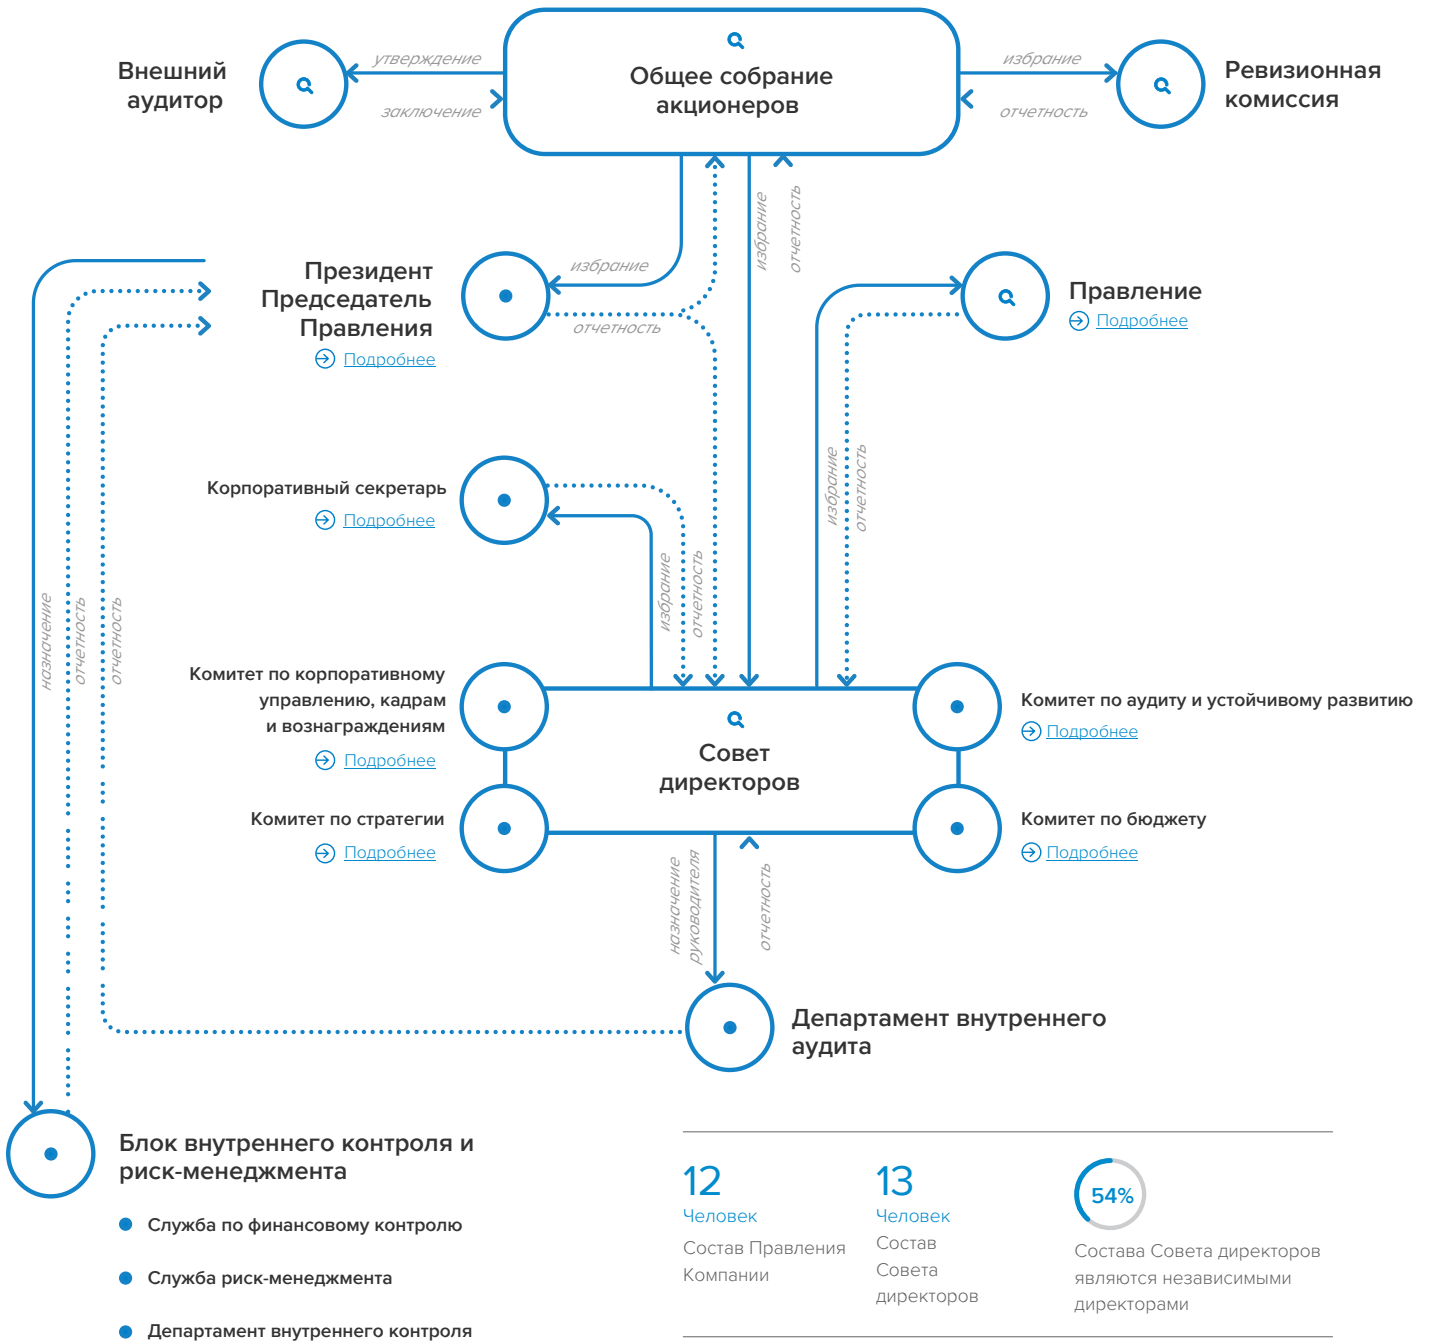 Внешний
аудитор
утверждение
заключение
Общее собрание
акционеров
избрание
отчетность
Ревизионная
комиссия
избрание
отчетность
Президент
Председатель
Правления
Подробнее
избрание
отчетность
Правление
Подробнее
избрание
отчетность
Корпоративный секретарь
Подробнее
избрание
отчетность
назначение
отчетность
отчетность
Комитет по корпоративному
управлению, кадрам
и вознаграждениям
Подробнее
Комитет по стратегии
Подробнее
Совет
директоров
Комитет по аудиту и устойчивому развитию
Подробнее
Комитет по бюджету
Подробнее
назначение
руководителя
отчетность
Департамент внутреннего
аудита
Блок внутреннего контроля и
риск-менеджмента
Служба по финансовому контролю
Служба риск-менеджмента
Департамент внутреннего контроля
12
Человек
Состав Правления
Компании
13
Человек
Состав
Совета
директоров
54%
Состава Совета директоров
являются независимыми
директорами